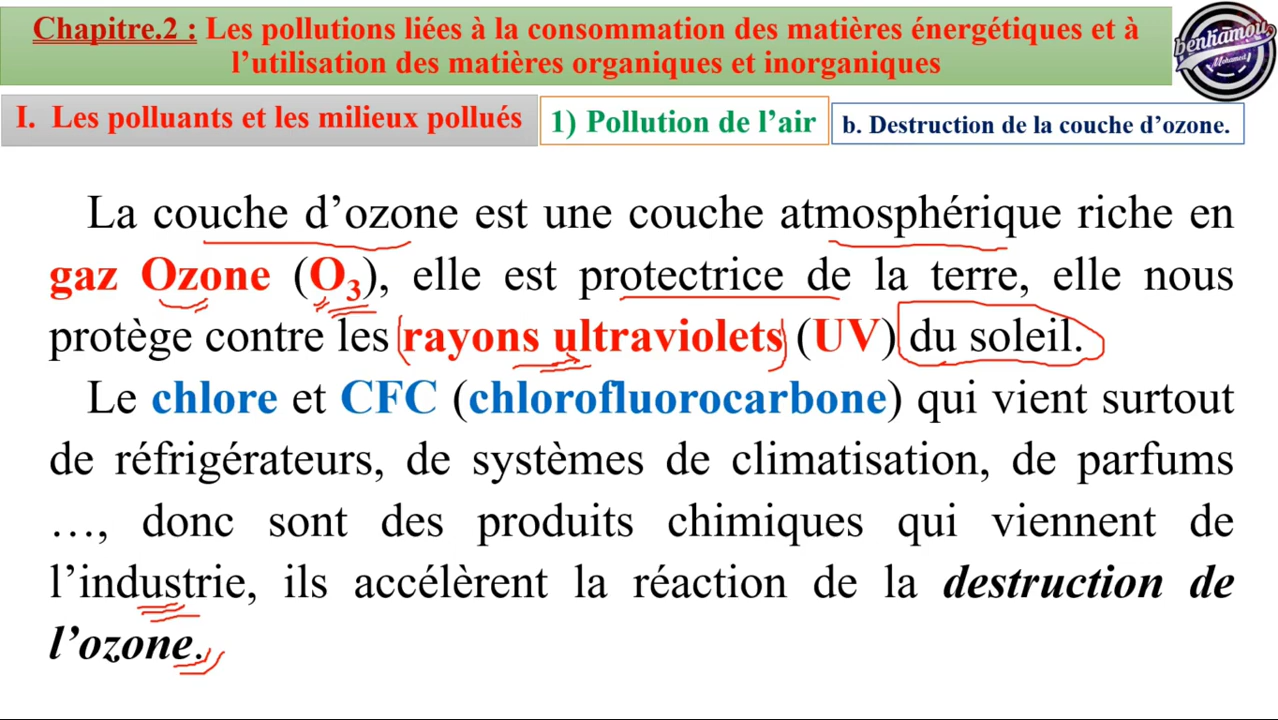 Chapitre.2 : Les pollutions liées à la consommation des matières énergétiques et à
l’utilisation des matières organiques et inorganiques
benhamou
Mohamed
I. Les polluants et les milieux pollués
1) Pollution de l’air
b. Destruction de la couche d’ozone.
La couche d’ozone est une couche atmosphérique riche en
gaz Ozone (O₃), elle est protectrice de la terre, elle nous
protège contre les rayons ultraviolets (UV) du soleil.
Le chlore et CFC (chlorofluorocarbone) qui vient surtout
de réfrigérateurs, de systèmes de climatisation, de parfums
…, donc sont des produits chimiques qui viennent de
l’industrie, ils accélèrent la réaction de la destruction de
l’ozone.